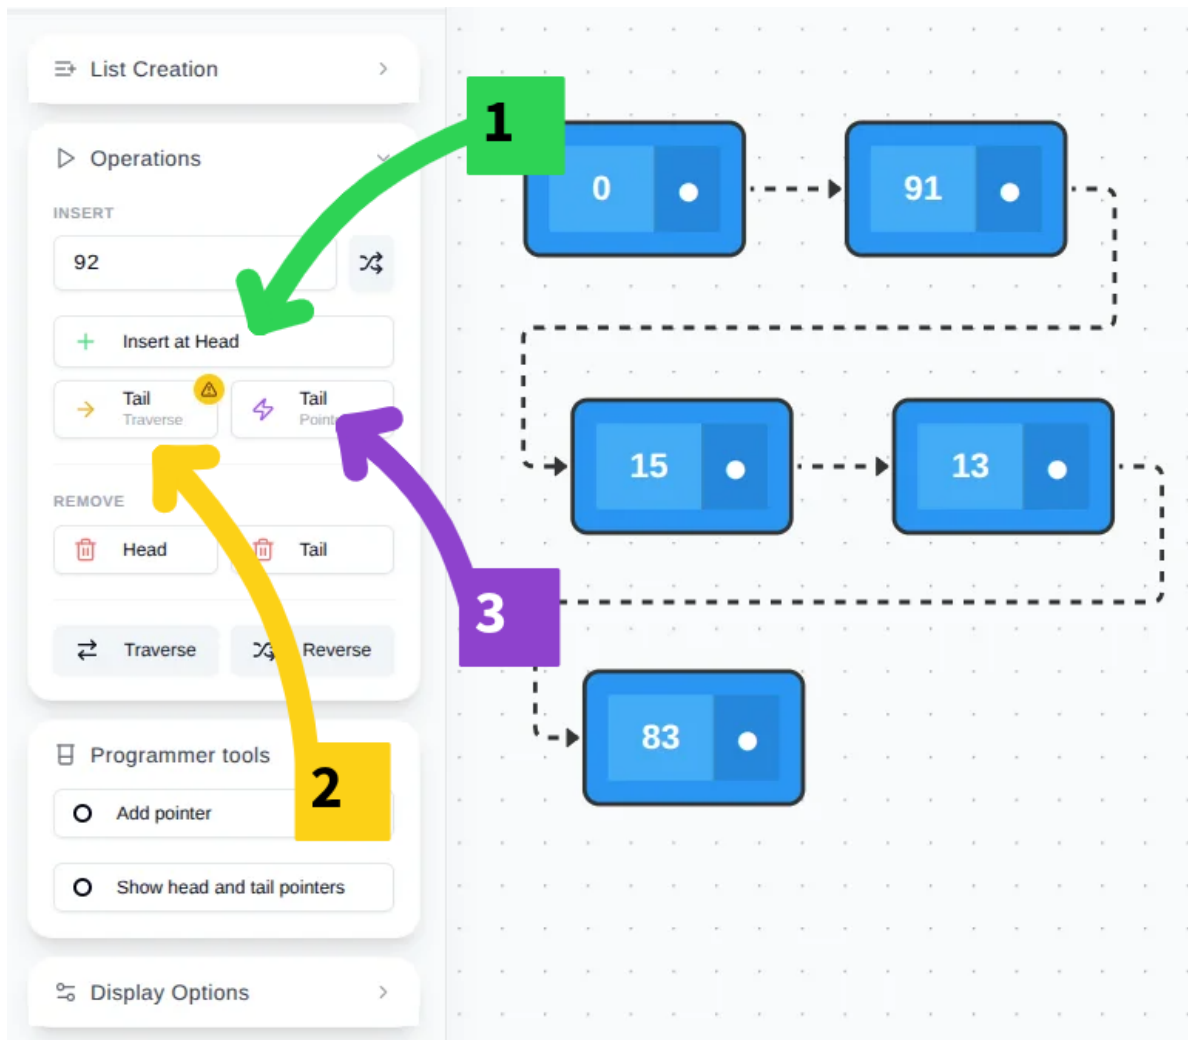 List Creation
Operations
INSERT
92
Insert at Head
Tail
Traverse
Tail
REMOVE
Head
Tail
Traverse
Reverse
Programmer tools
Add pointer
Show head and tail pointers
Display Options
1
2
3
0
91
15
13
83